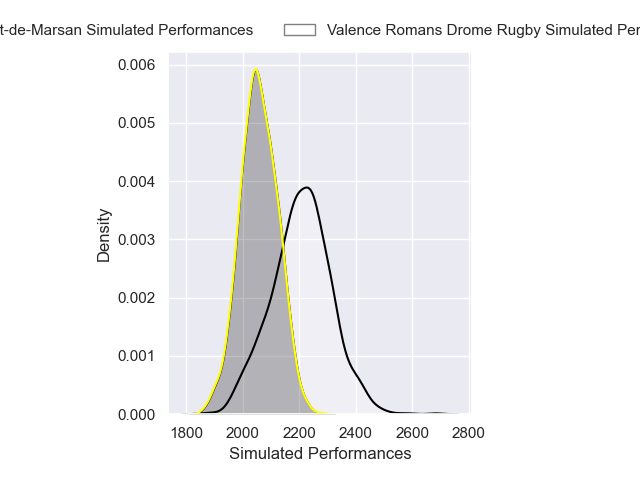 t-de-Marsan Simulated Performances
Valence Romans Drome Rugby Simulated Per
0.006
0.005
0.004
0.003
0.002
0.001
0.000
Density
1800 2000 2200 2400 2600 2800
Simulated Performances